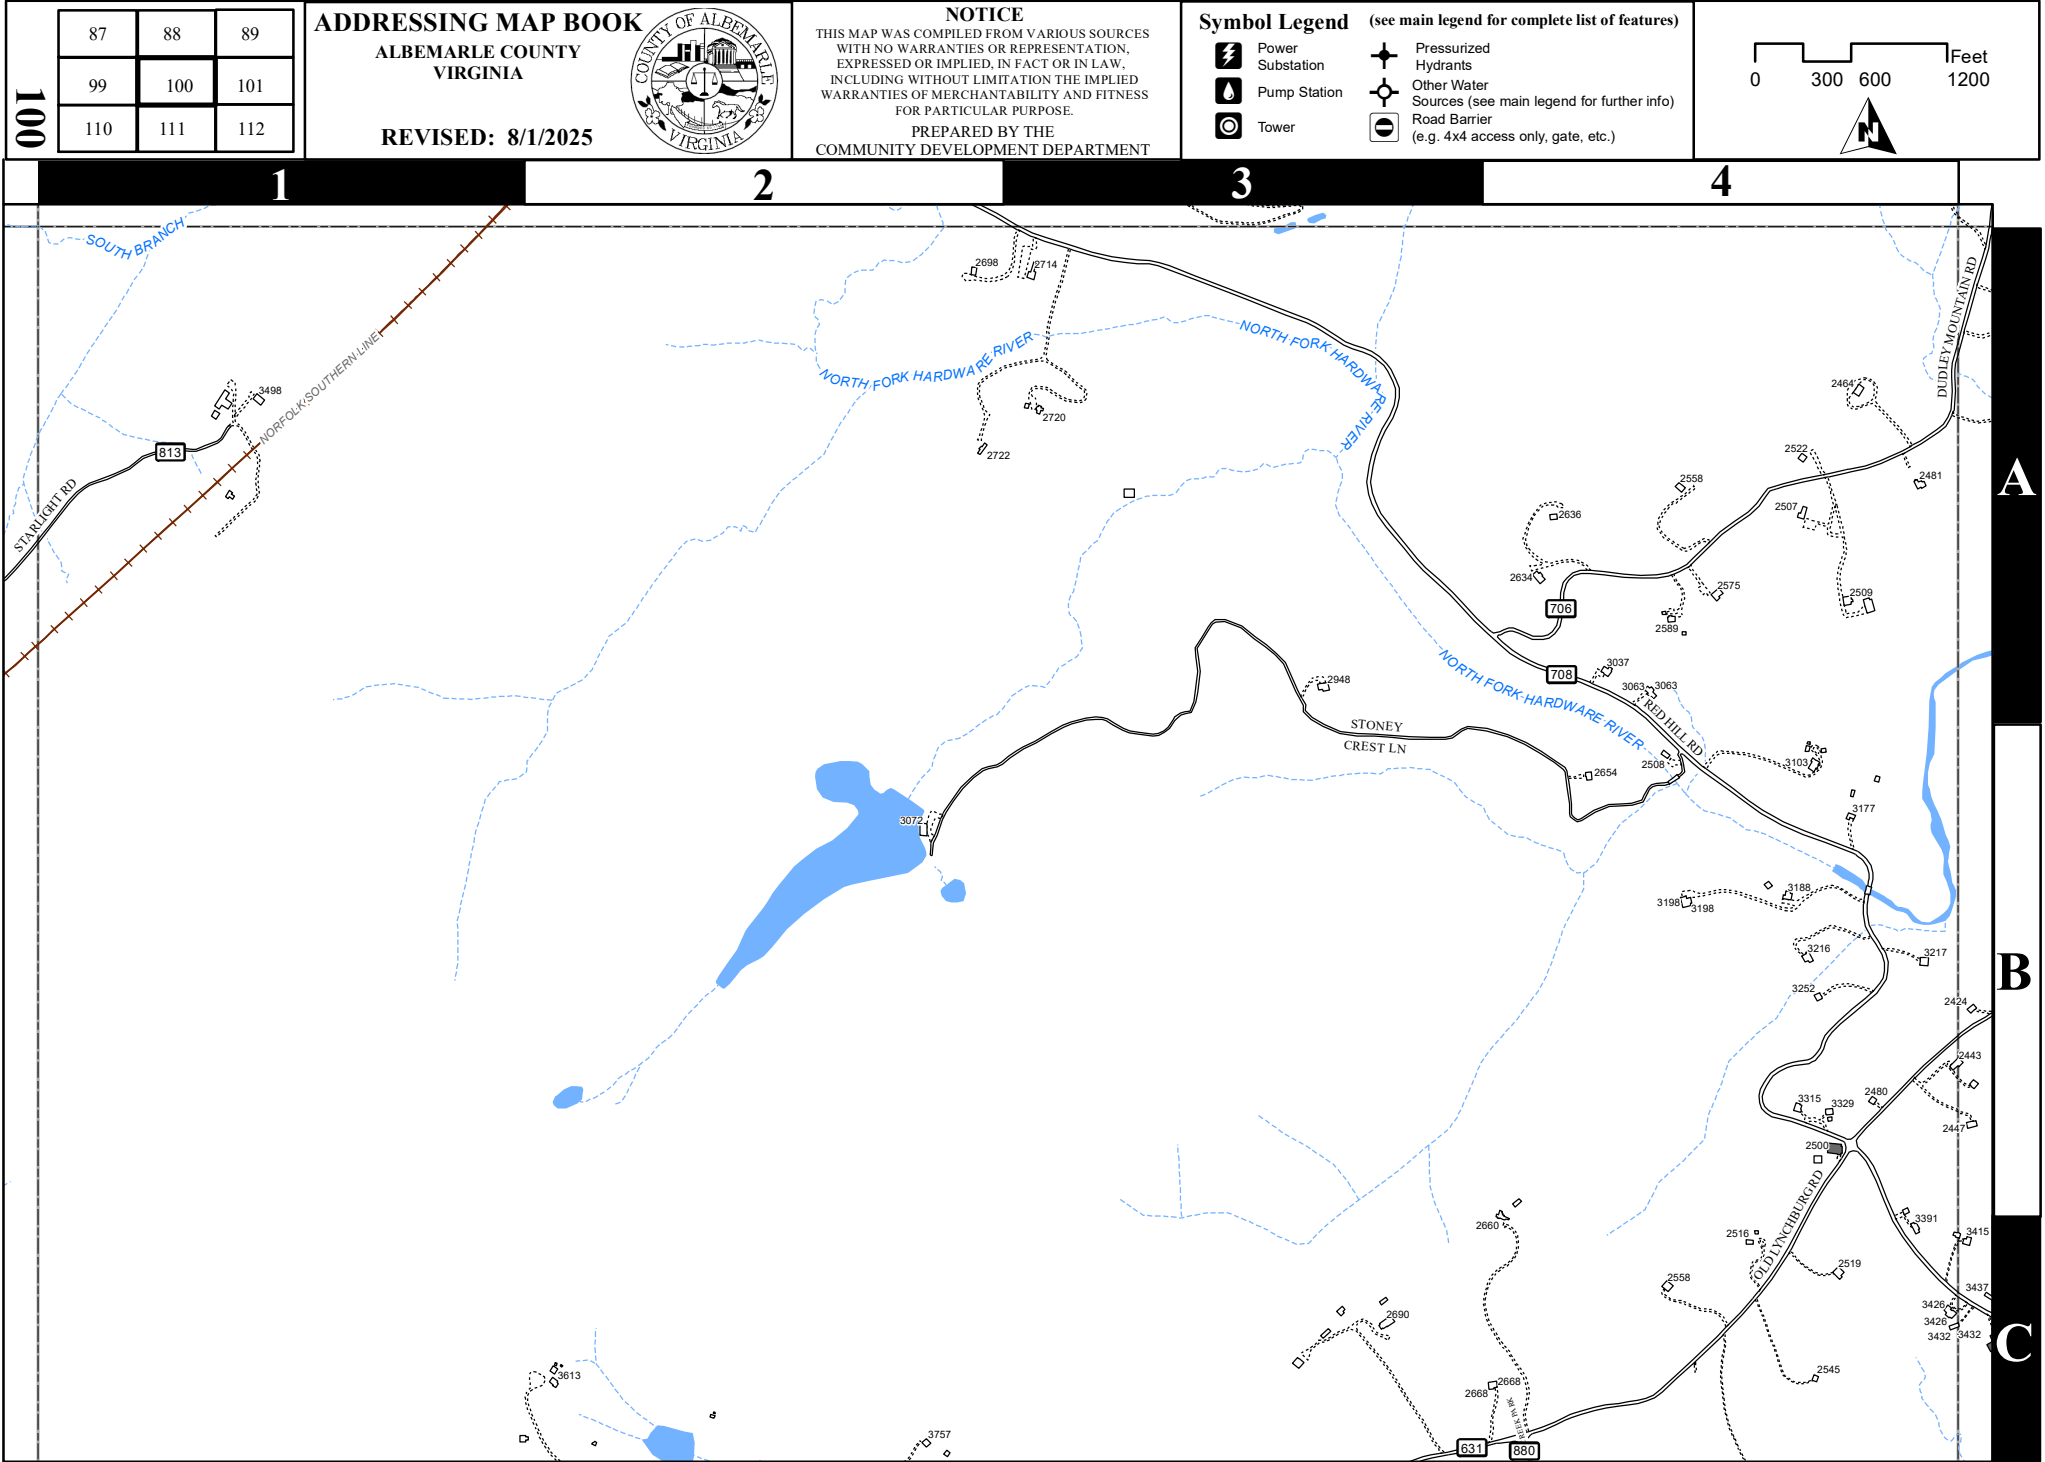 87 88 89
99 100 101
110 111 112
100
ADDRESSING MAP BOOK
ALBEMARLE COUNTY
VIRGINIA
REVISED: 8/1/2025
COUNTY OF ALBEMARLE
VIRGINIA
NOTICE
THIS MAP WAS COMPILED FROM VARIOUS SOURCES
WITH NO WARRANTIES OR REPRESENTATION,
EXPRESSED OR IMPLIED, IN FACT OR IN LAW,
INCLUDING WITHOUT LIMITATION THE IMPLIED
WARRANTIES OF MERCHANTABILITY AND FITNESS
FOR PARTICULAR PURPOSE.
PREPARED BY THE
COMMUNITY DEVELOPMENT DEPARTMENT
Symbol Legend (see main legend for complete list of features)
Power
Substation
Pump Station
Tower
Pressurized
Hydrants
Other Water
Sources (see main legend for further info)
Road Barrier
(e.g. 4x4 access only, gate, etc.)
Feet
0 300 600 1200
N
1 2 3 4
SOUTH BRANCH
2698
2714
DUDLEY MOUNTAIN RD
NORTH FORK HARDWARE RIVER
NORTH FORK HARDWARE RIVER
NORFOLK SOUTHERN LINE
RIVER
3498
2464
2720
2722
813
2522
2481
A
STARLIGHT RD
2558
2507
2636
2634
2575
2509
706
2589
NORTH FORK HARDWARE RIVER
708
3037
2948
3063 3063
RED HILL RD
STONEY
CREST LN
2508
2654
3103
3177
3072
3188
3198
3198
3216
3217
B
3252
2424
2443
2480
3315
3329
2447
2500
OLD LYNCHBURG RD
2660
3391
2516
3415
2519
2558
3437
2690
3426
3426
3432 3432
C
3613
2545
2668
2668
3757
631
880